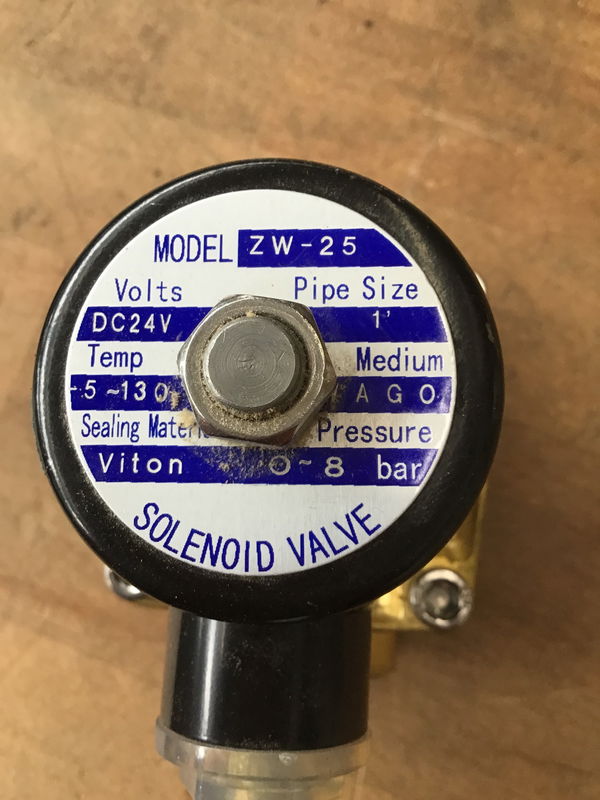 MODEL ZW-25
Volts Pipe Size
DC24V 1'
Temp Medium
-5~130 AGO
Sealing Pressure
Viton 0~8 bar
SOLENOID VALVE